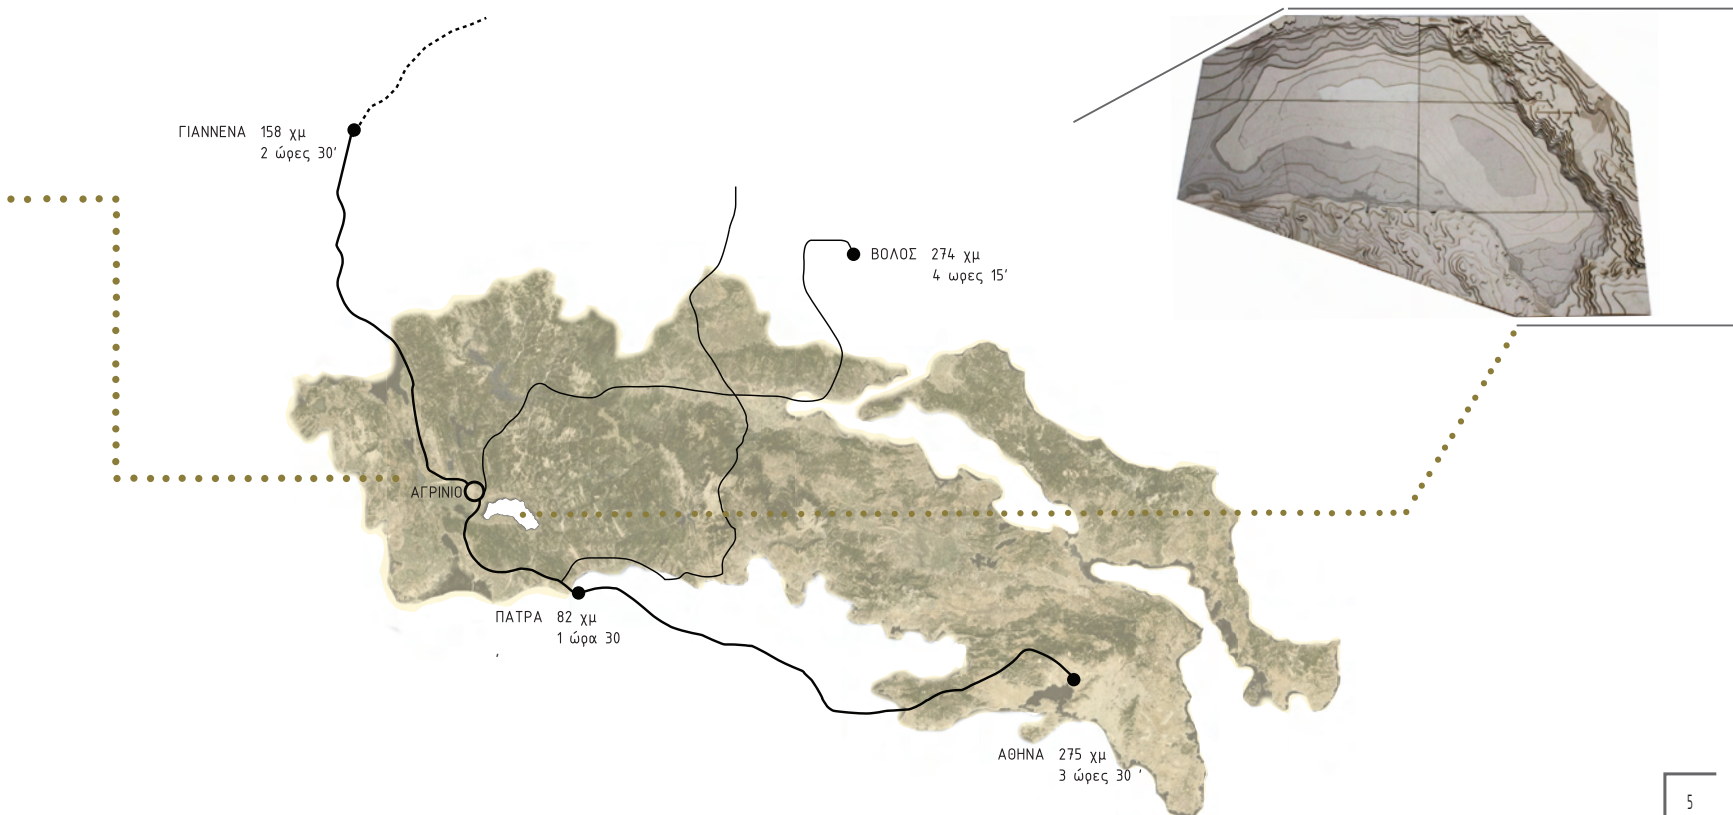 ΓΙΑΝΝΕΝΑ 158 χμ
2 ώρες 30'
ΒΟΛΟΣ 274 χμ
4 ωρες 15'
ΑΓΡΙΝΙΟ
ΠΑΤΡΑ 82 χμ
1 ώρα 30
'
ΑΘΗΝΑ 275 χμ
3 ώρες 30 '
5